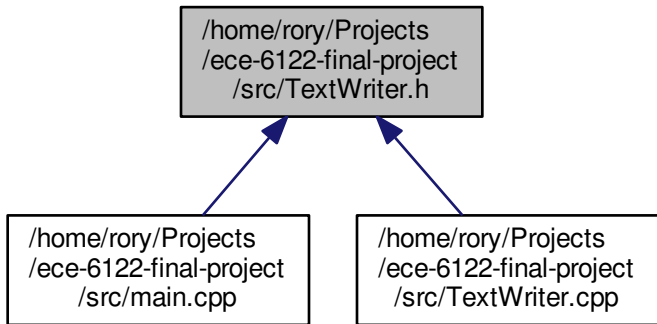 /home/rory/Projects
/ece-6122-final-project
/src/TextWriter.h
/home/rory/Projects
/ece-6122-final-project
/src/main.cpp
/home/rory/Projects
/ece-6122-final-project
/src/TextWriter.cpp